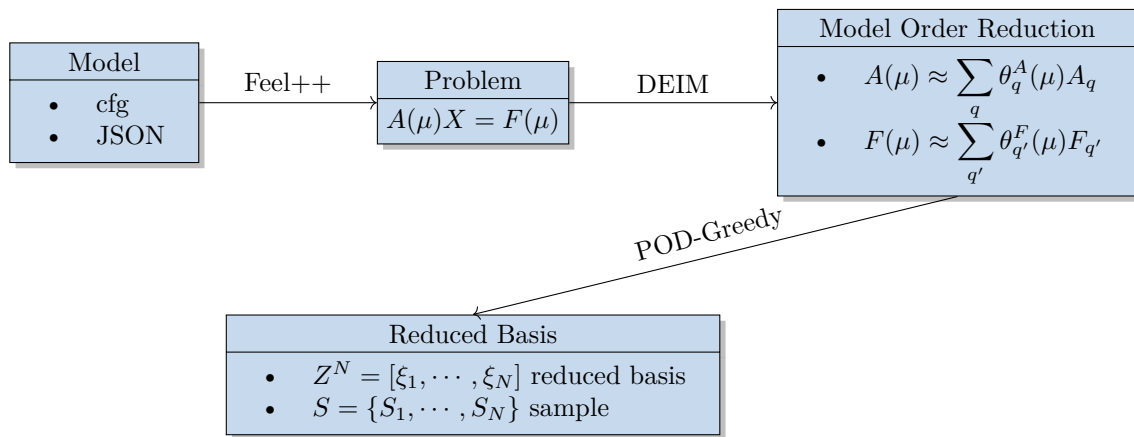 Model
• cfg
• JSON
Feel++
Problem
A(μ)X = F(μ)
DEIM
Model Order Reduction
• A(μ) ≈ ∑_q θ_q^A(μ)A_q
• F(μ) ≈ ∑_{q'} θ_{q'}^F(μ)F_{q'}
POD-Greedy
Reduced Basis
• Z^N = [ξ_1, ⋯ , ξ_N] reduced basis
• S = {S_1, ⋯ , S_N} sample